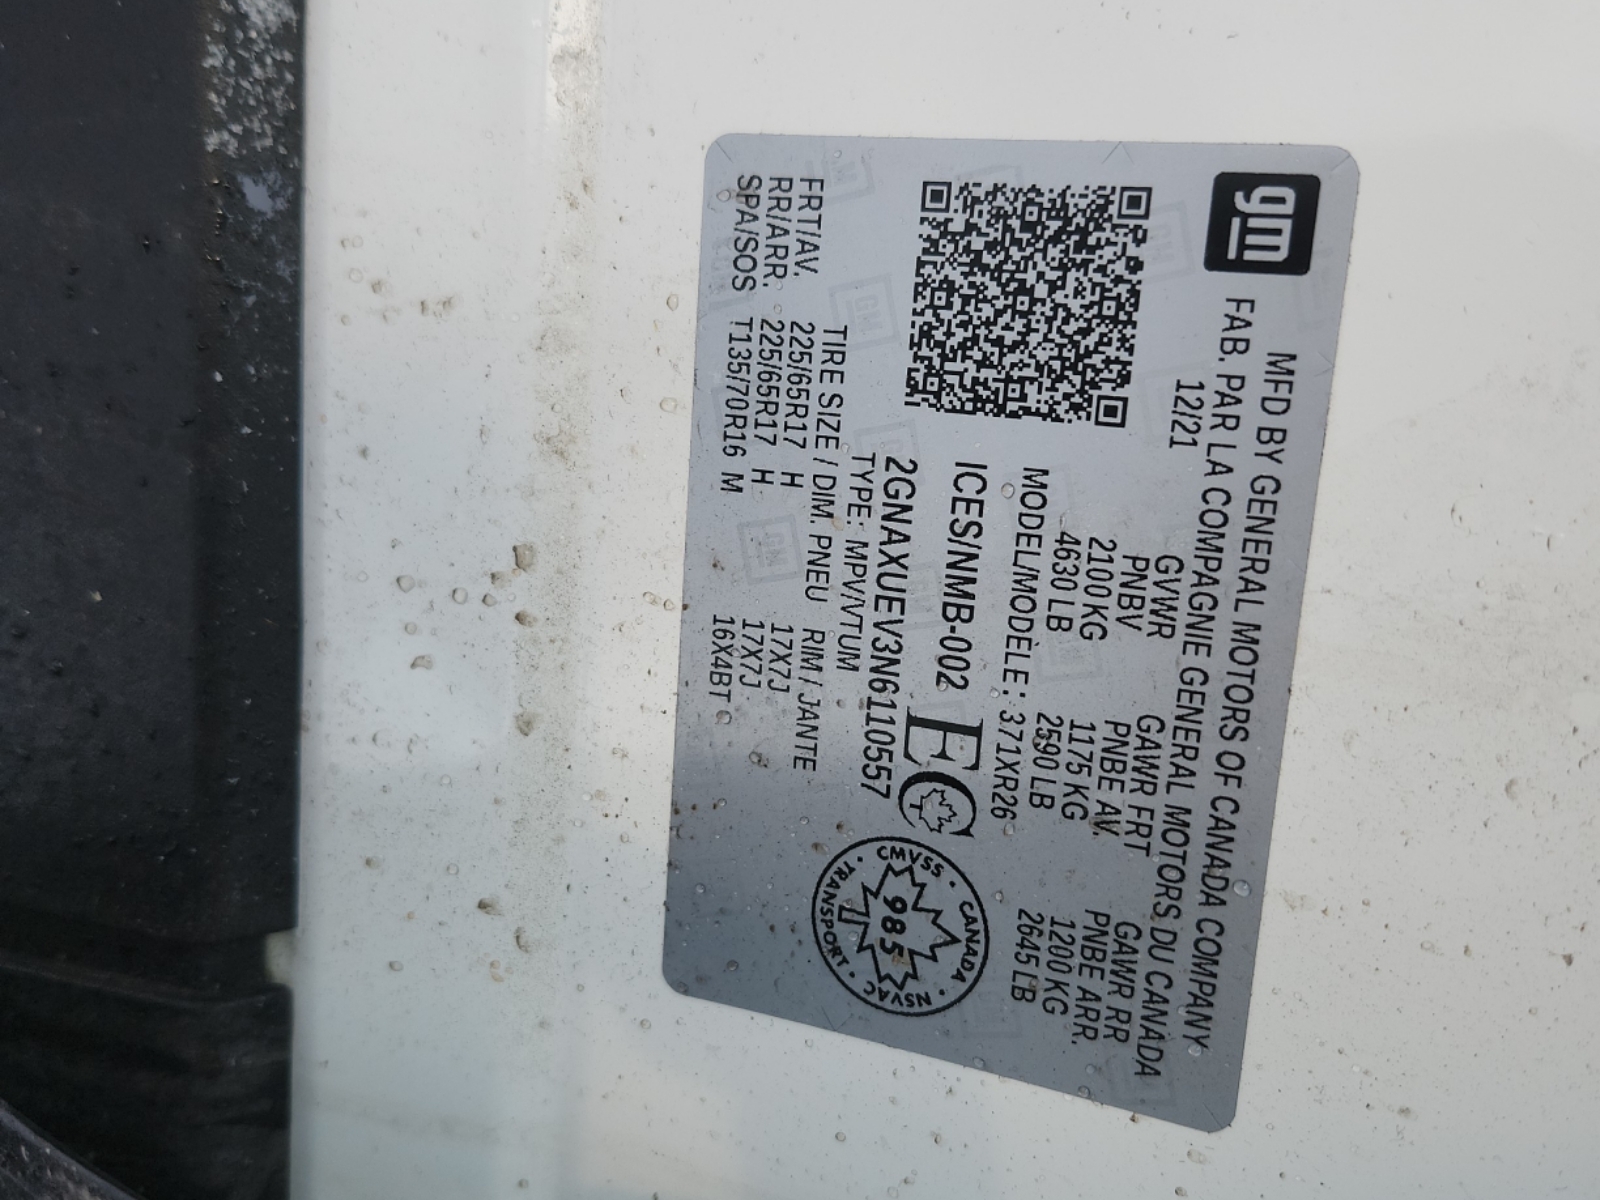 gm
MFD BY GENERAL MOTORS OF CANADA COMPANY
FAB. PAR LA COMPAGNIE GENERAL MOTORS DU CANADA
12/21
GVWR GAWR FRT GAWR RR
PNBV PNBE AV. PNBE ARR.
2100 KG 1175 KG 1200 KG
4630 LB 2590 LB 2645 LB
MODEL/MODÈLE: 371XR26
ICES/NMB-002
EC
2GNAXUEV3N6110557
TYPE: MPV/VTUM
TIRE SIZE / DIM. PNEU RIM / JANTE
FRT/AV. 225/65R17 H 17X7J
RR/ARR. 225/65R17 H 17X7J
SPA/SOS T135/70R16 M 16X4BT
CMVSS • CANADA • NSVAC • TRANSPORT •
985